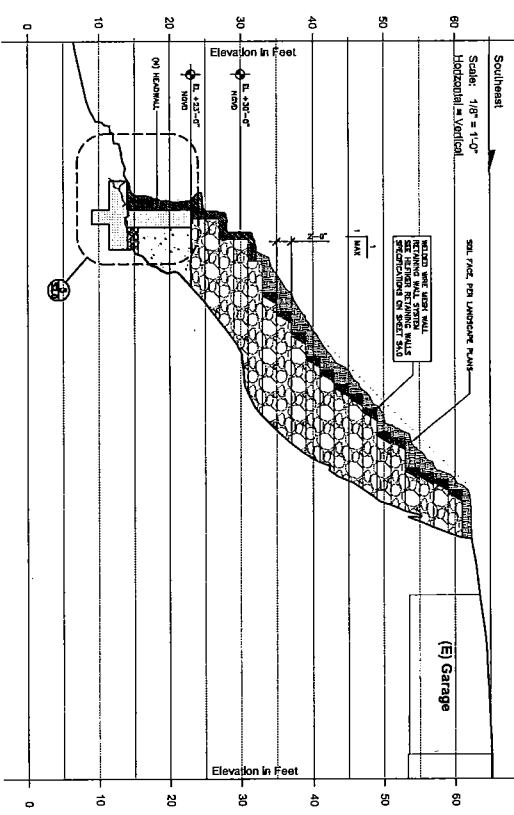 Southeast
Scale: 1/8" = 1'-0"
Horizontal = Vertical
Elevation in Feet
0
10
20
30
40
50
60
SOIL FACE, PER LANDSCAPE PLANS
WELDED WIRE MESH WALL
RETAINING WALL SYSTEM
SEE HILFIKER RETAINING WALLS
SPECIFICATIONS ON SHEET S4.0
1
1
MAX
2'-0"
EL +30'-0"
NGVD
EL +23'-0"
NGVD
(N) HEADWALL
(E) Garage
Elevation in Feet
0
10
20
30
40
50
60